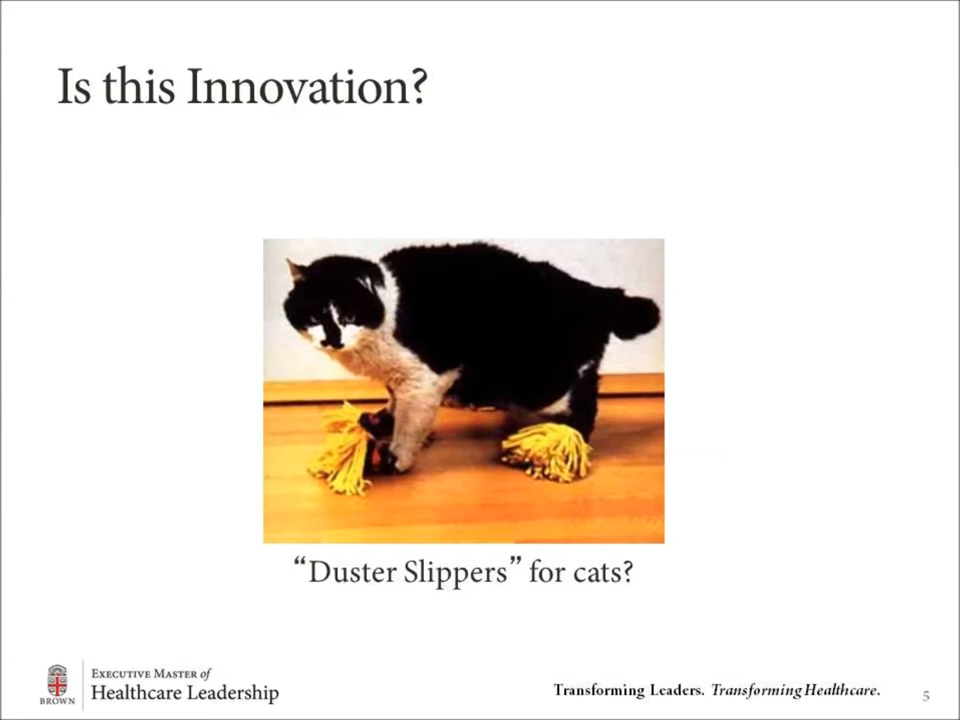 Is this Innovation?
“Duster Slippers” for cats?
BROWN
EXECUTIVE MASTER of
Healthcare Leadership
Transforming Leaders. Transforming Healthcare.
5